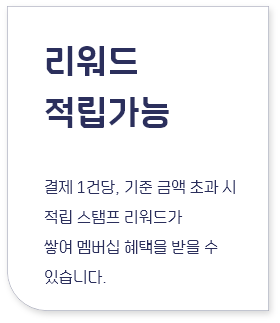 리워드
적립가능
결제 1건당, 기준 금액 초과 시
적립 스탬프 리워드가
쌓여 멤버십 혜택을 받을 수
있습니다.